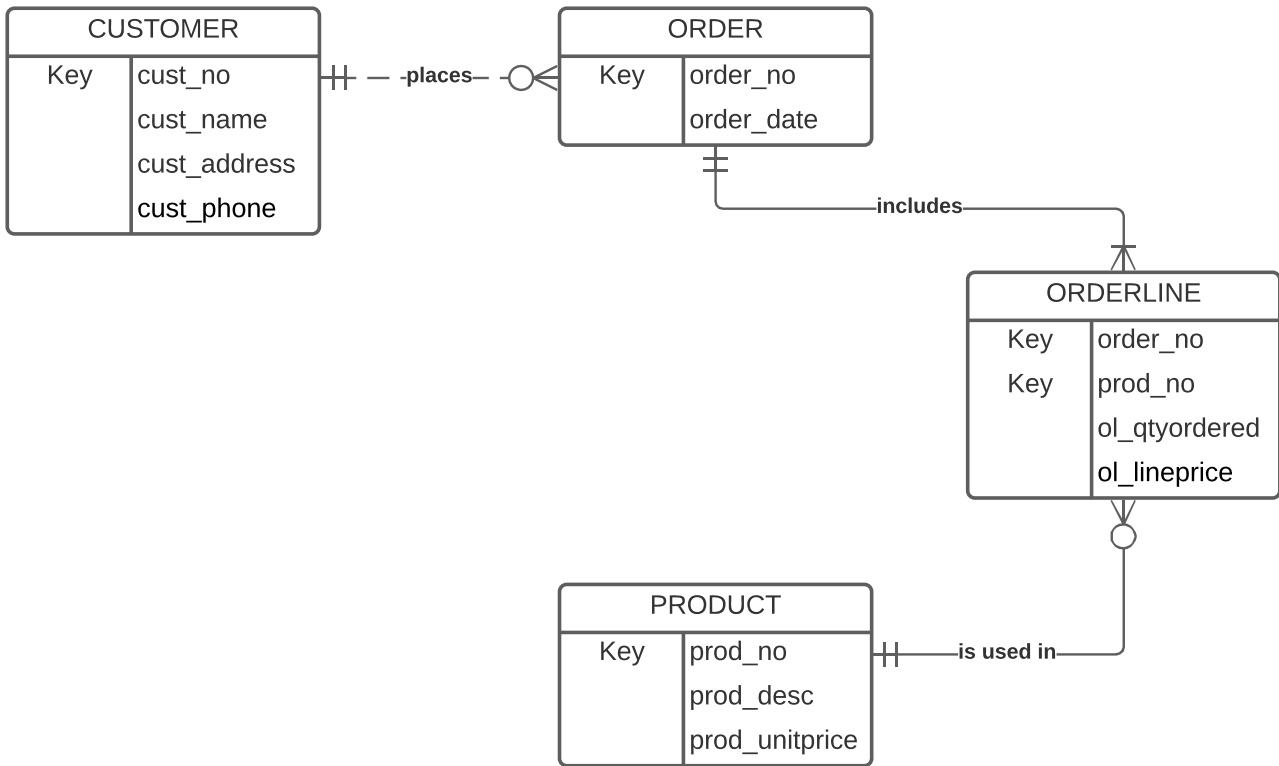 CUSTOMER
Key cust_no
cust_name
cust_address
cust_phone
places
ORDER
Key order_no
order_date
includes
ORDERLINE
Key order_no
Key prod_no
ol_qtyordered
ol_lineprice
is used in
PRODUCT
Key prod_no
prod_desc
prod_unitprice